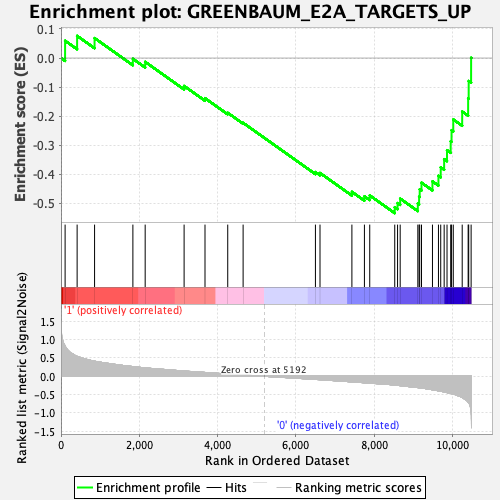 Enrichment plot: GREENBAUM_E2A_TARGETS_UP
Enrichment score (ES)
0.1
0.0
-0.1
-0.2
-0.3
-0.4
-0.5
'1' (positively correlated)
Ranked list metric (Signal2Noise)
1.5
1.0
0.5
0.0
-0.5
-1.0
-1.5
Zero cross at 5192
'0' (negatively correlated)
0 2,000 4,000 6,000 8,000 10,000
Rank in Ordered Dataset
Enrichment profile Hits Ranking metric scores